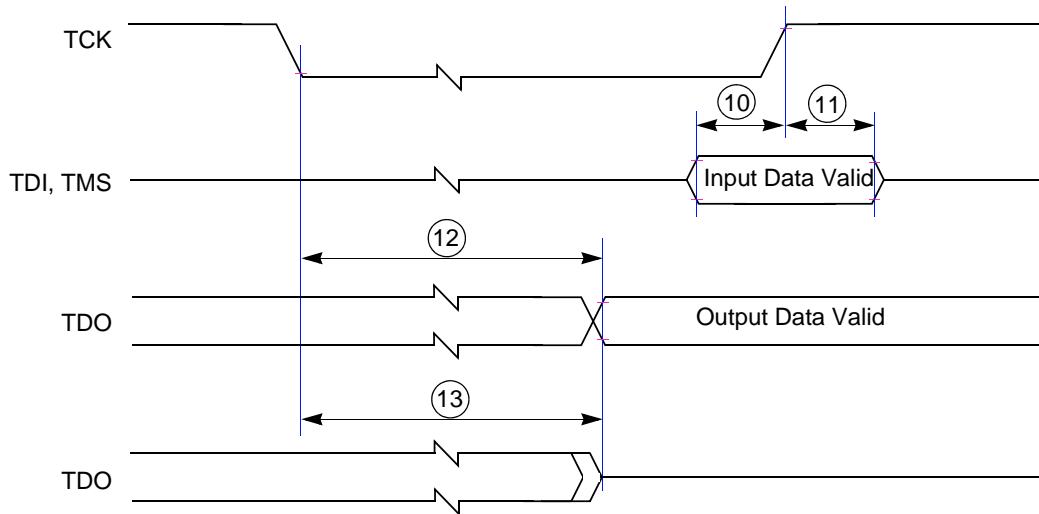 TCK
10
11
TDI, TMS
Input Data Valid
12
TDO
Output Data Valid
13
TDO